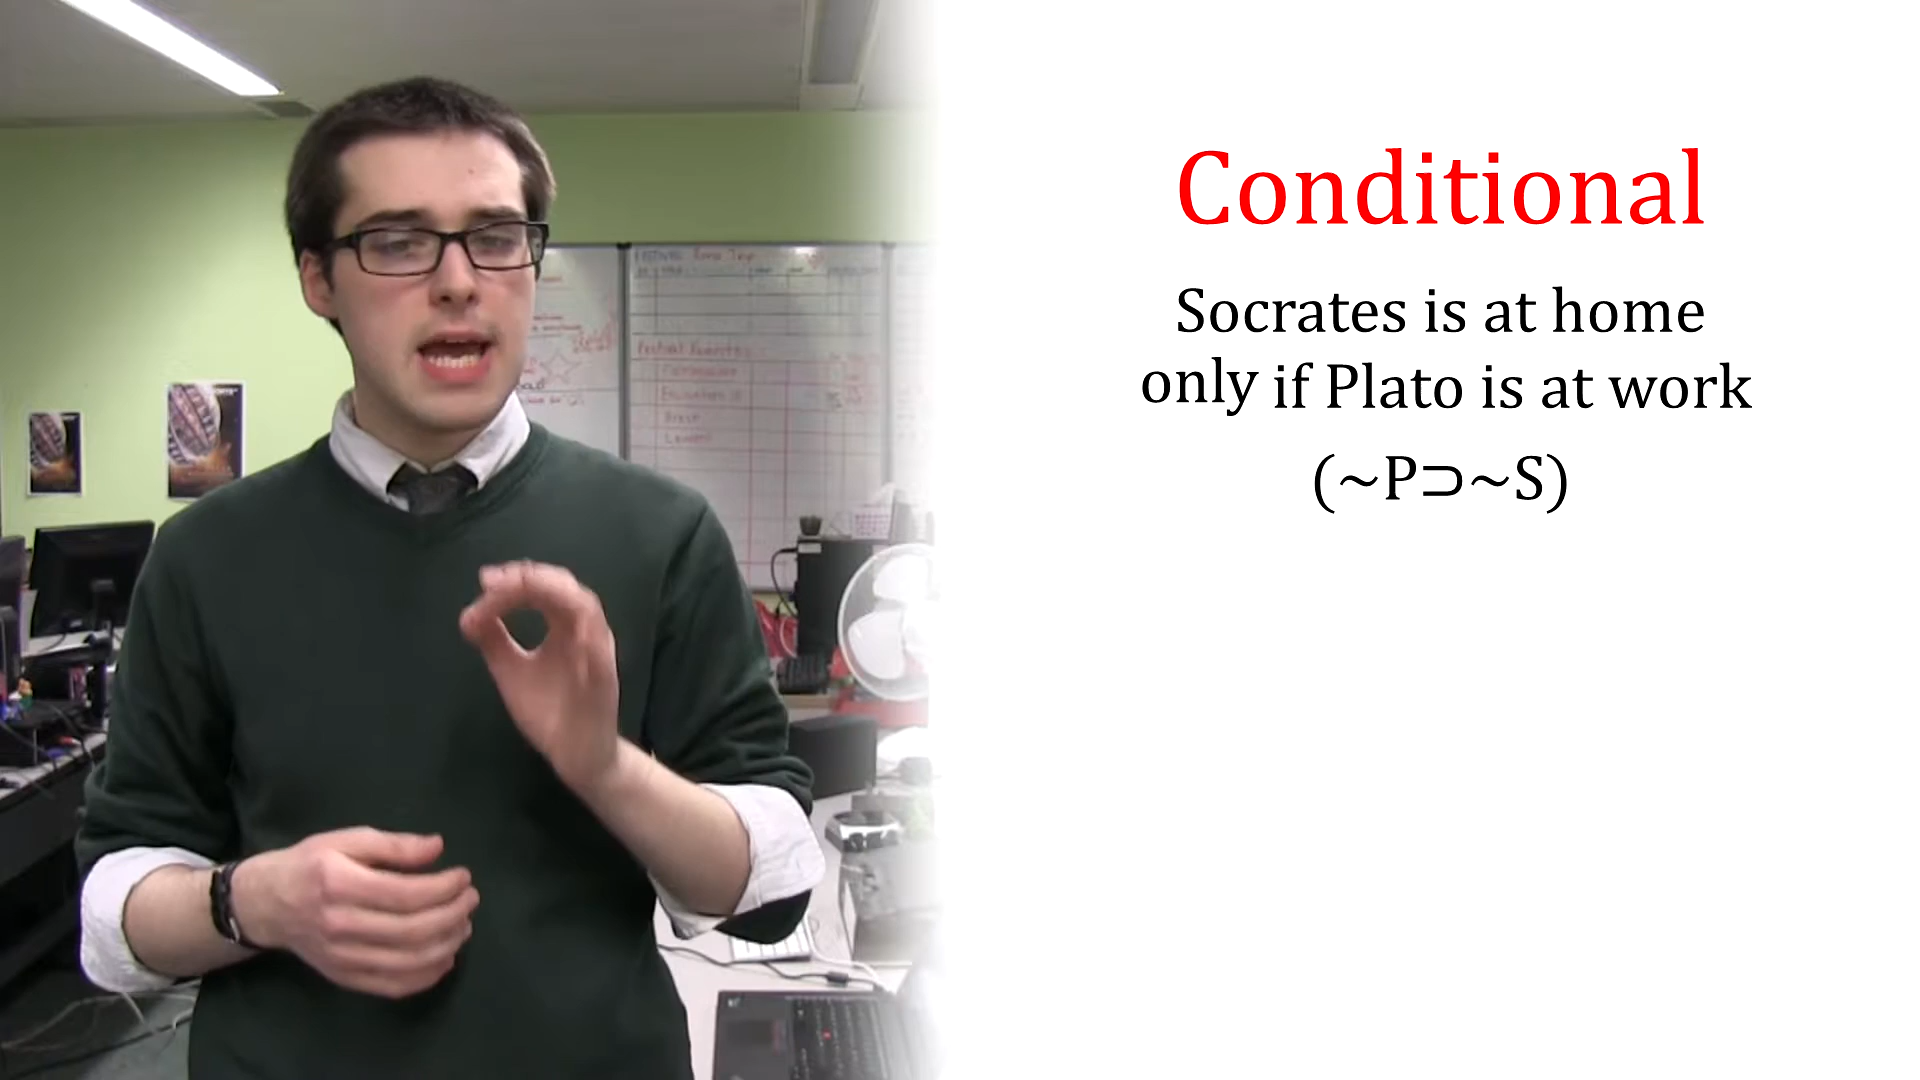 Conditional
Socrates is at home
only if Plato is at work
(~P⊃~S)